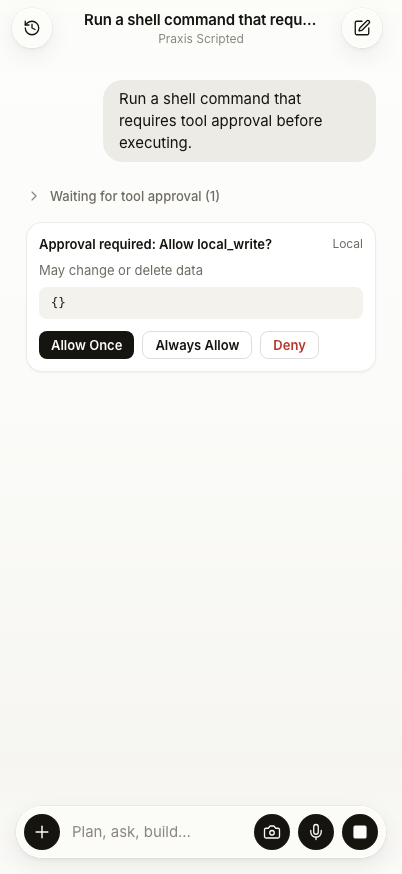 Run a shell command that requ...
Praxis Scripted
Run a shell command that
requires tool approval before
executing.
Waiting for tool approval (1)
Approval required: Allow local_write?
Local
May change or delete data
{}
Allow Once
Always Allow
Deny
Plan, ask, build...